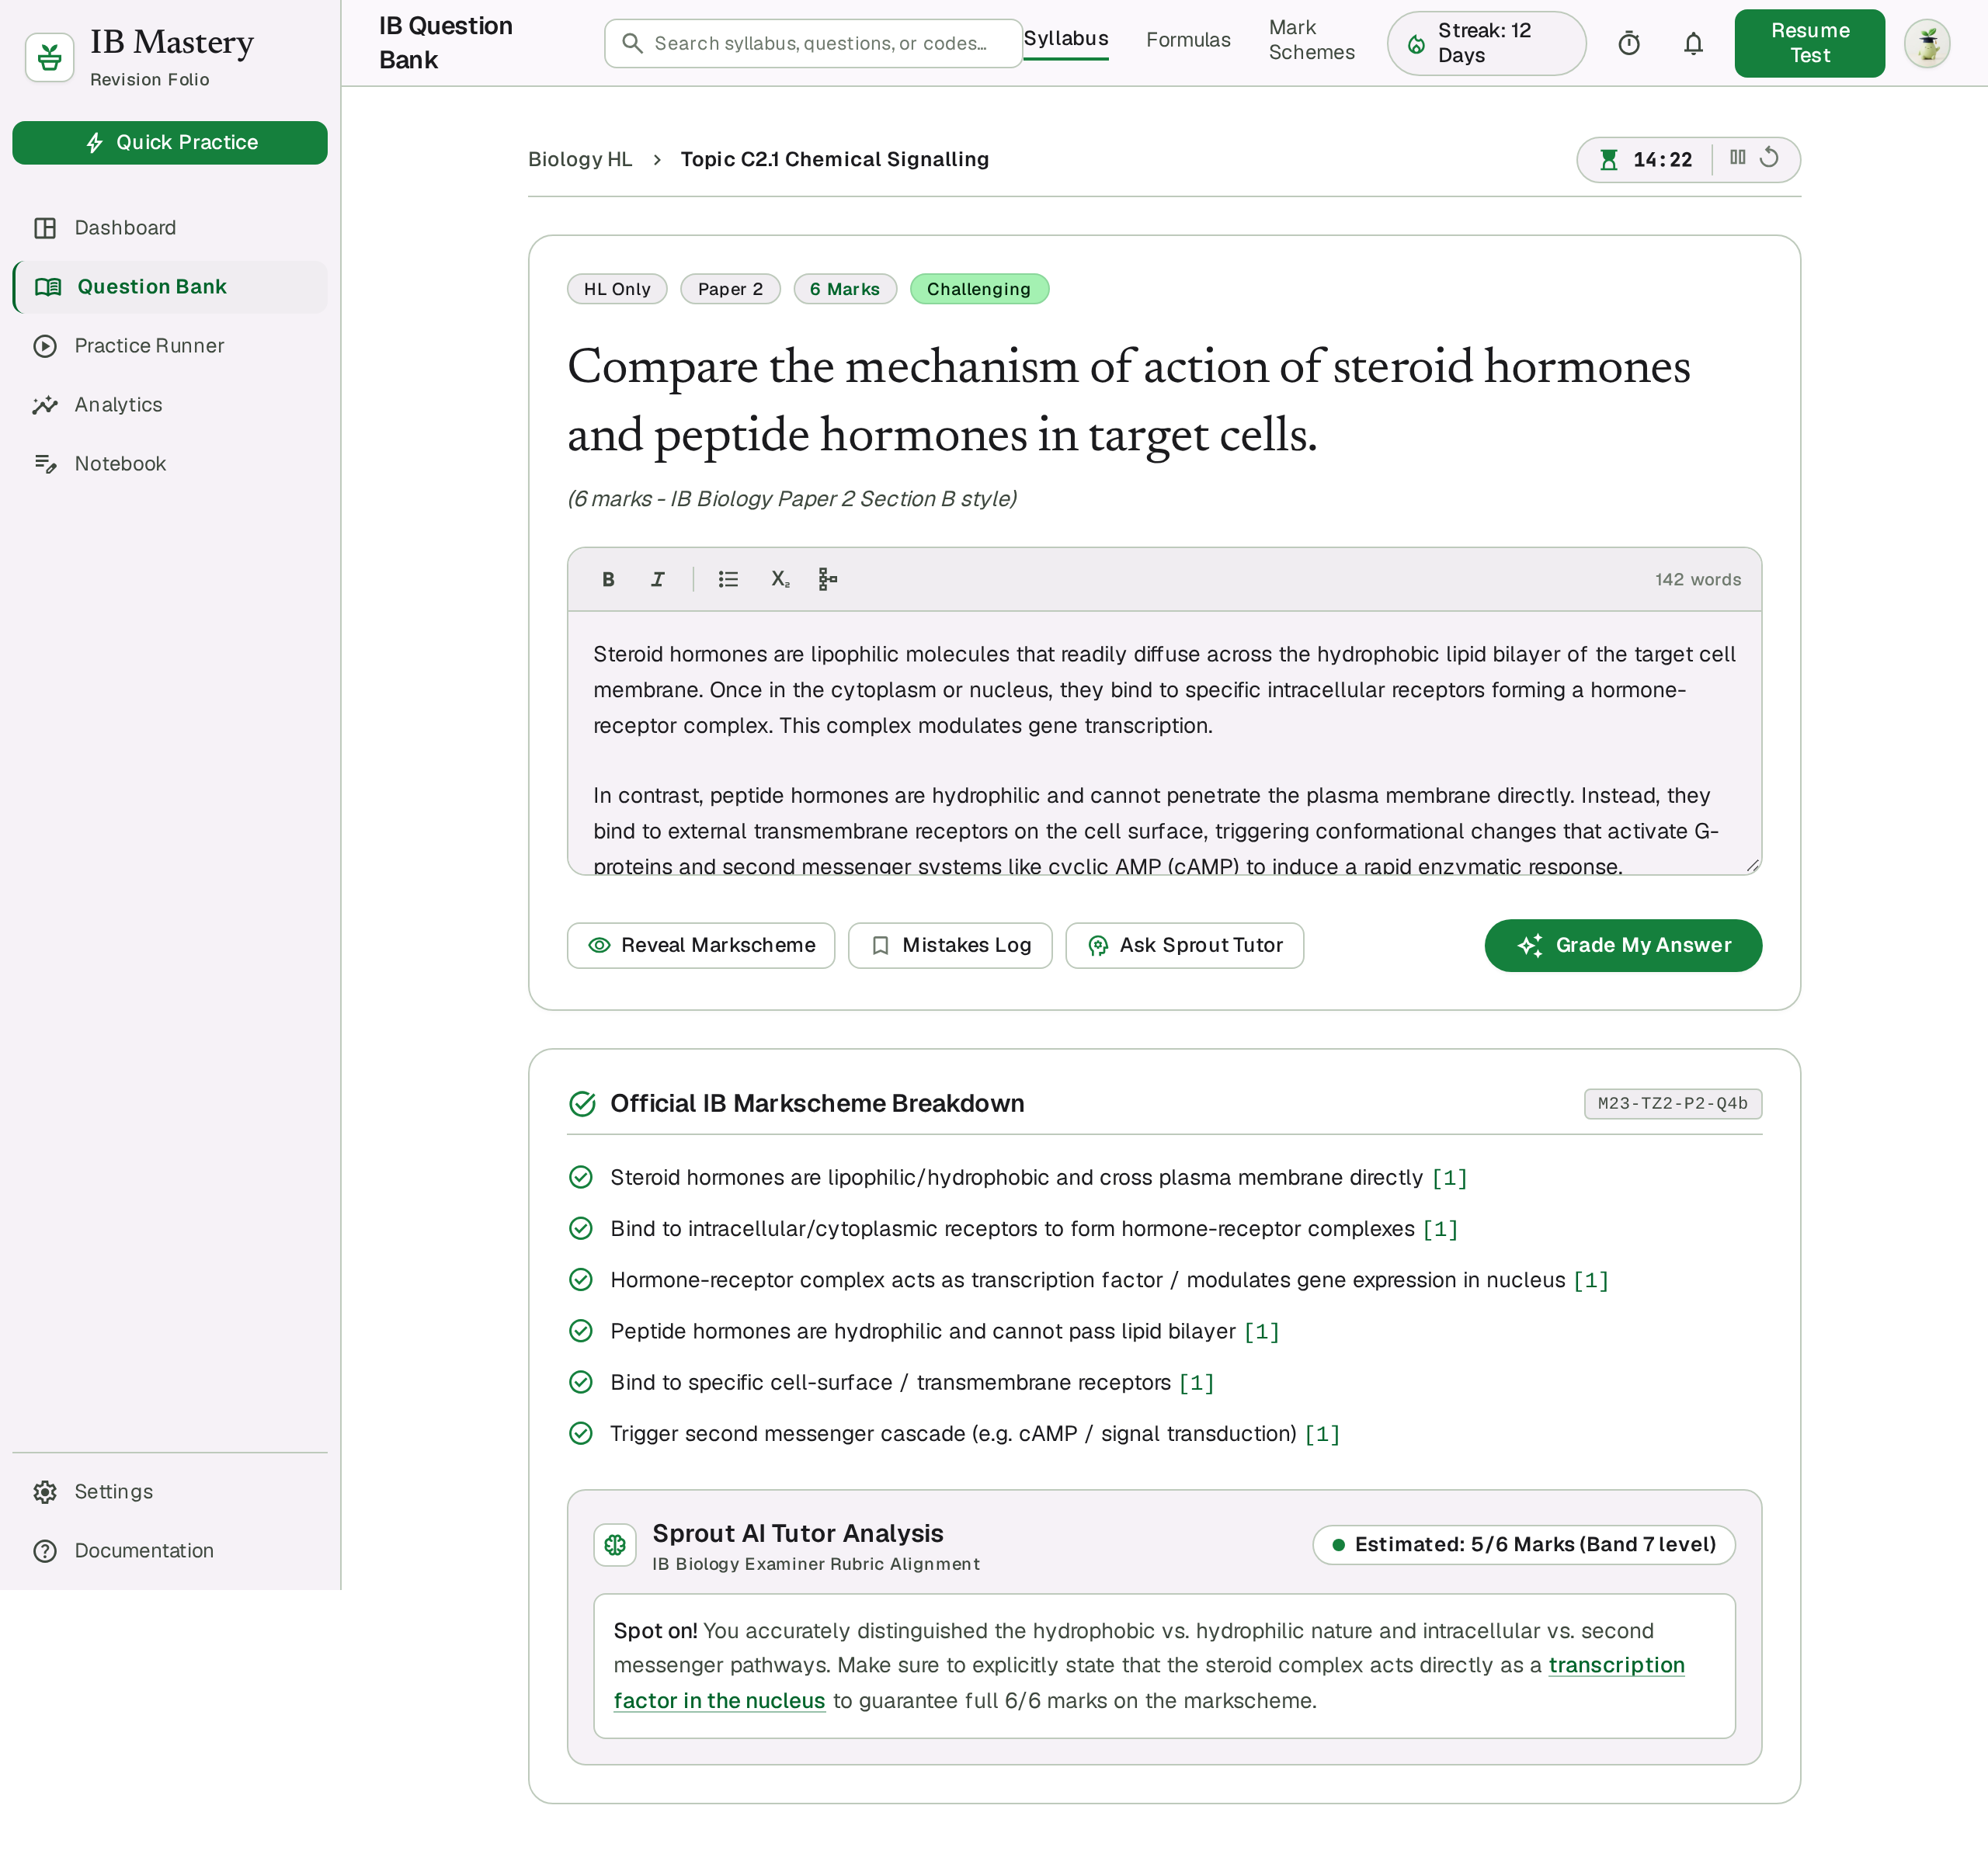 IB Mastery
Revision Folio
Quick Practice
Dashboard
Question Bank
Practice Runner
Analytics
Notebook
Settings
Documentation
IB Question
Bank
Search syllabus, questions, or codes...
Syllabus
Formulas
Mark
Schemes
Streak: 12
Days
Resume
Test
Biology HL
Topic C2.1 Chemical Signalling
14:22
HL Only
Paper 2
6 Marks
Challenging
Compare the mechanism of action of steroid hormones
and peptide hormones in target cells.
(6 marks - IB Biology Paper 2 Section B style)
B I X₂
142 words
Steroid hormones are lipophilic molecules that readily diffuse across the hydrophobic lipid bilayer of the target cell
membrane. Once in the cytoplasm or nucleus, they bind to specific intracellular receptors forming a hormone-
receptor complex. This complex modulates gene transcription.
In contrast, peptide hormones are hydrophilic and cannot penetrate the plasma membrane directly. Instead, they
bind to external transmembrane receptors on the cell surface, triggering conformational changes that activate G-
proteins and second messenger systems like cyclic AMP (cAMP) to induce a rapid enzymatic response.
Reveal Markscheme
Mistakes Log
Ask Sprout Tutor
Grade My Answer
Official IB Markscheme Breakdown
M23-TZ2-P2-Q4b
Steroid hormones are lipophilic/hydrophobic and cross plasma membrane directly [1]
Bind to intracellular/cytoplasmic receptors to form hormone-receptor complexes [1]
Hormone-receptor complex acts as transcription factor / modulates gene expression in nucleus [1]
Peptide hormones are hydrophilic and cannot pass lipid bilayer [1]
Bind to specific cell-surface / transmembrane receptors [1]
Trigger second messenger cascade (e.g. cAMP / signal transduction) [1]
Sprout AI Tutor Analysis
IB Biology Examiner Rubric Alignment
Estimated: 5/6 Marks (Band 7 level)
Spot on! You accurately distinguished the hydrophobic vs. hydrophilic nature and intracellular vs. second
messenger pathways. Make sure to explicitly state that the steroid complex acts directly as a transcription
factor in the nucleus to guarantee full 6/6 marks on the markscheme.